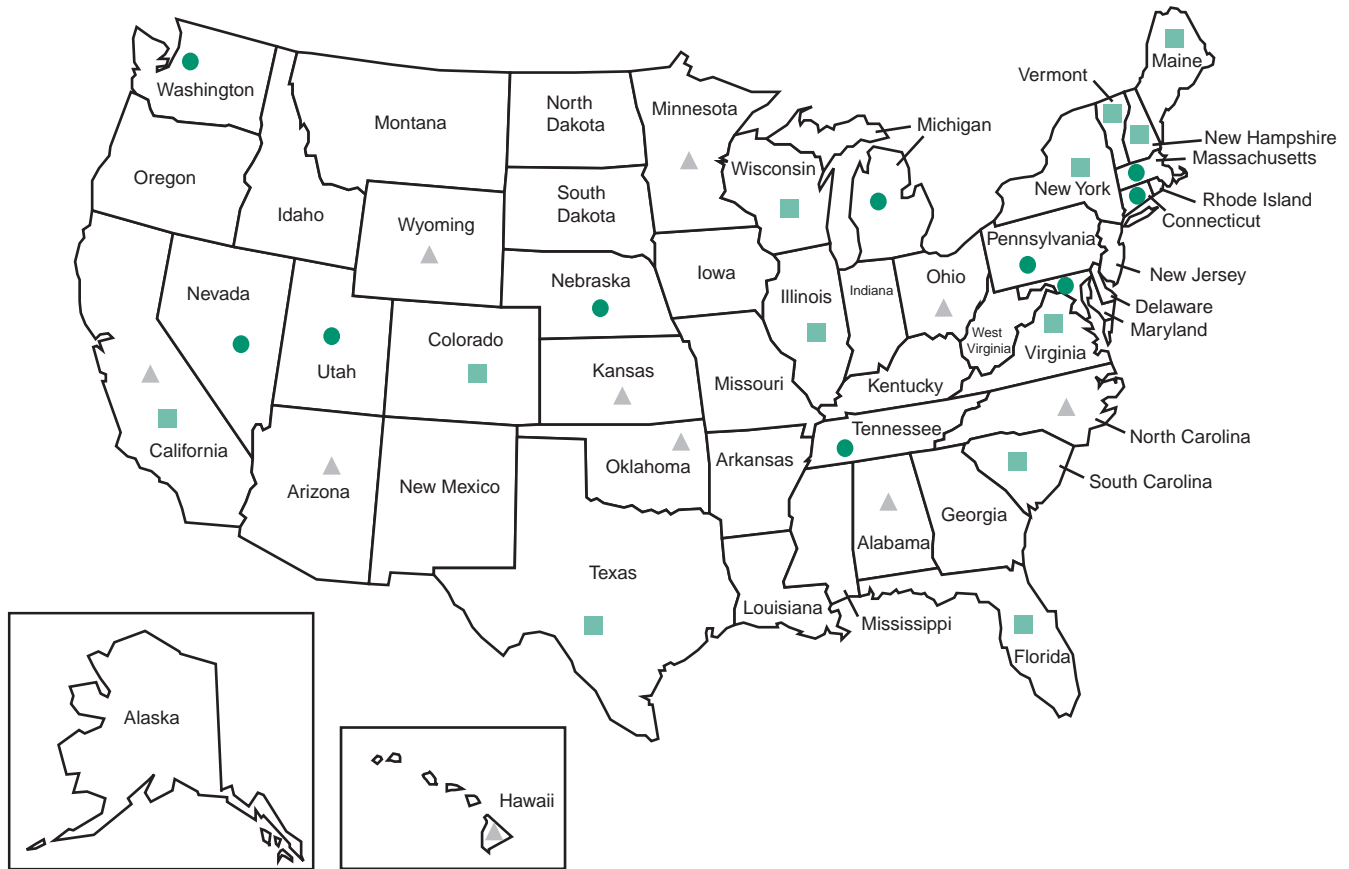 Maine
Vermont
Washington
North
Dakota
Minnesota
Montana
Michigan
New Hampshire
Massachusetts
Wisconsin
Oregon
South
Dakota
New York
Rhode Island
Connecticut
Idaho
Wyoming
Pennsylvania
Iowa
Ohio
New Jersey
Nebraska
Nevada
Illinois
Indiana
Delaware
Maryland
West
Virginia
Virginia
Colorado
Utah
Kansas
Missouri
Kentucky
Tennessee
North Carolina
California
Oklahoma
Arkansas
Arizona
New Mexico
South Carolina
Georgia
Alabama
Texas
Louisiana
Mississippi
Florida
Alaska
Hawaii